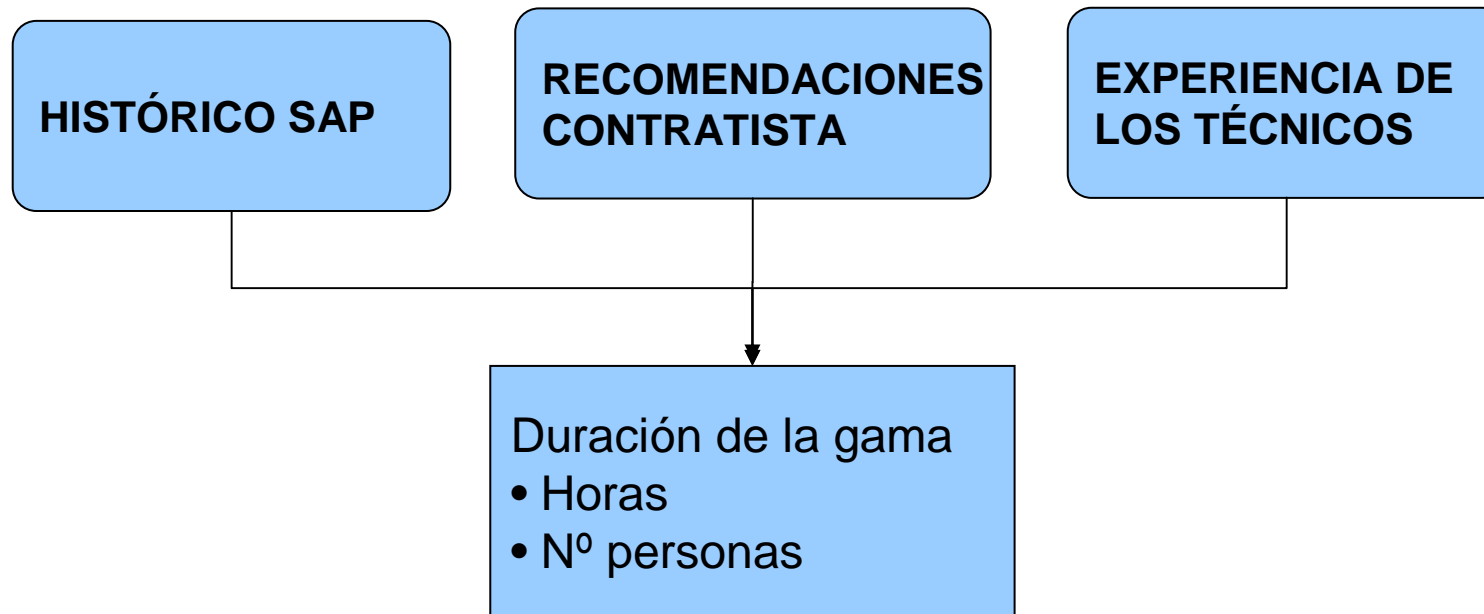 HISTÓRICO SAP
RECOMENDACIONES
CONTRATISTA
EXPERIENCIA DE
LOS TÉCNICOS
Duración de la gama
• Horas
• Nº personas